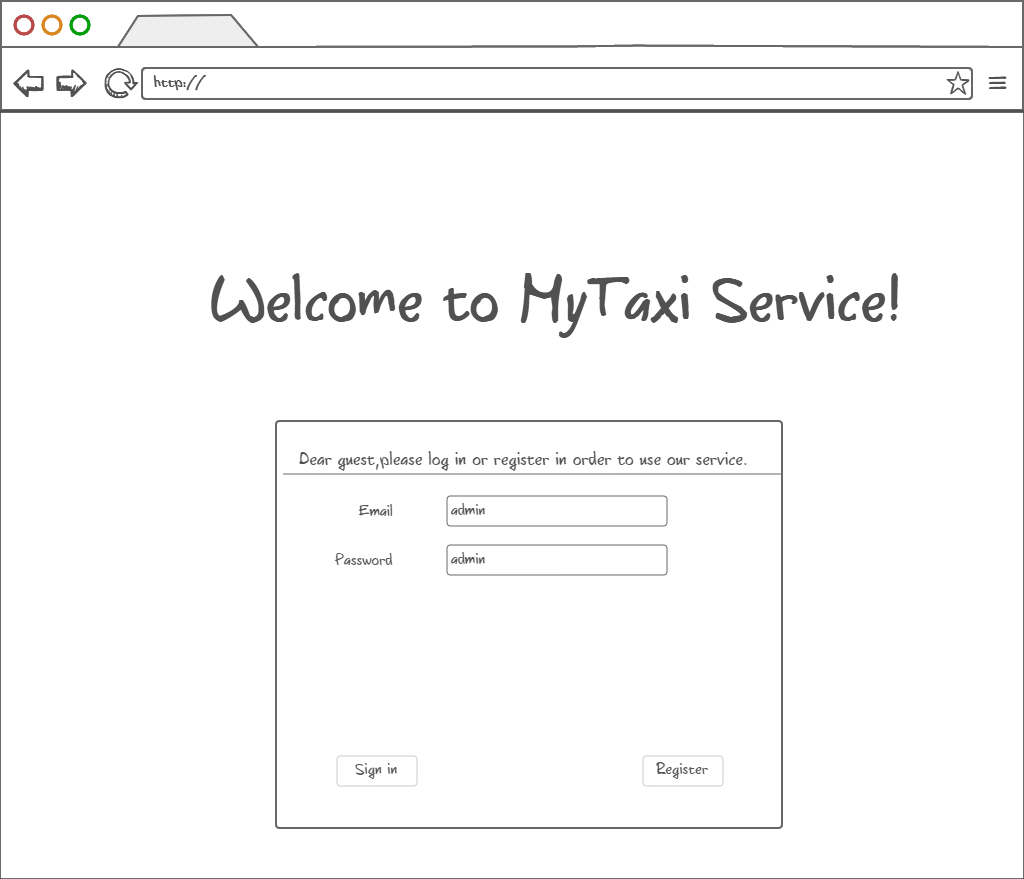 http://
Welcome to MyTaxi Service!
Dear guest,please log in or register in order to use our service.
Email admin
Password admin
Sign in Register